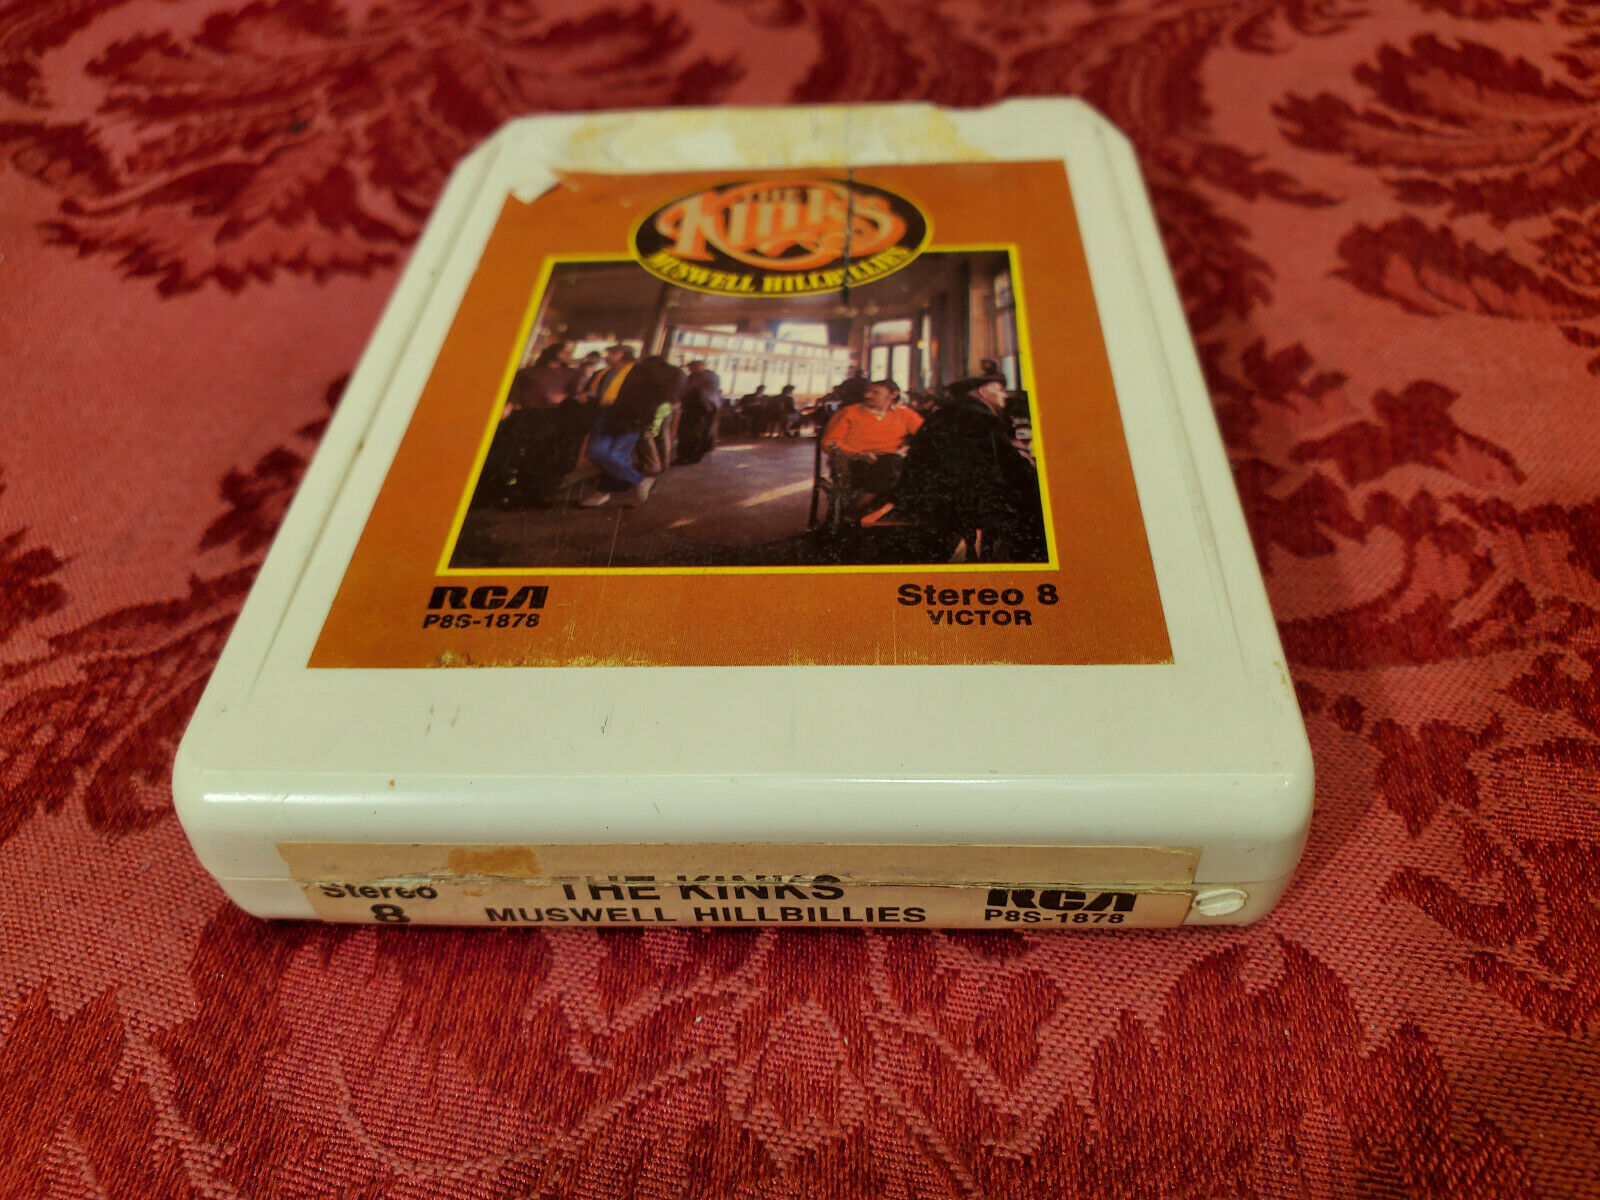 THE
Kinks
MUSWELL HILLBILLIES
RCA
P8S-1878
Stereo 8
VICTOR
Stereo
8
THE KINKS
MUSWELL HILLBILLIES
RCA
P8S-1878